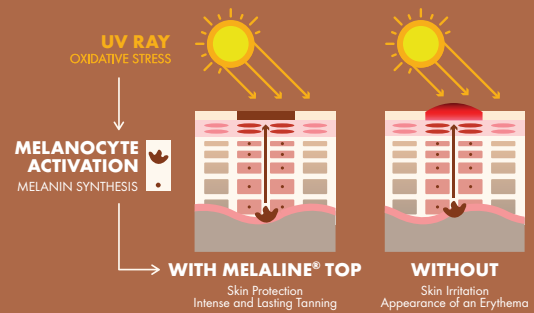 UV RAY
OXIDATIVE STRESS
MELANOCYTE
ACTIVATION
MELANIN SYNTHESIS
WITH MELALINE® TOP
Skin Protection
Intense and Lasting Tanning
WITHOUT
Skin Irritation
Appearance of an Erythema